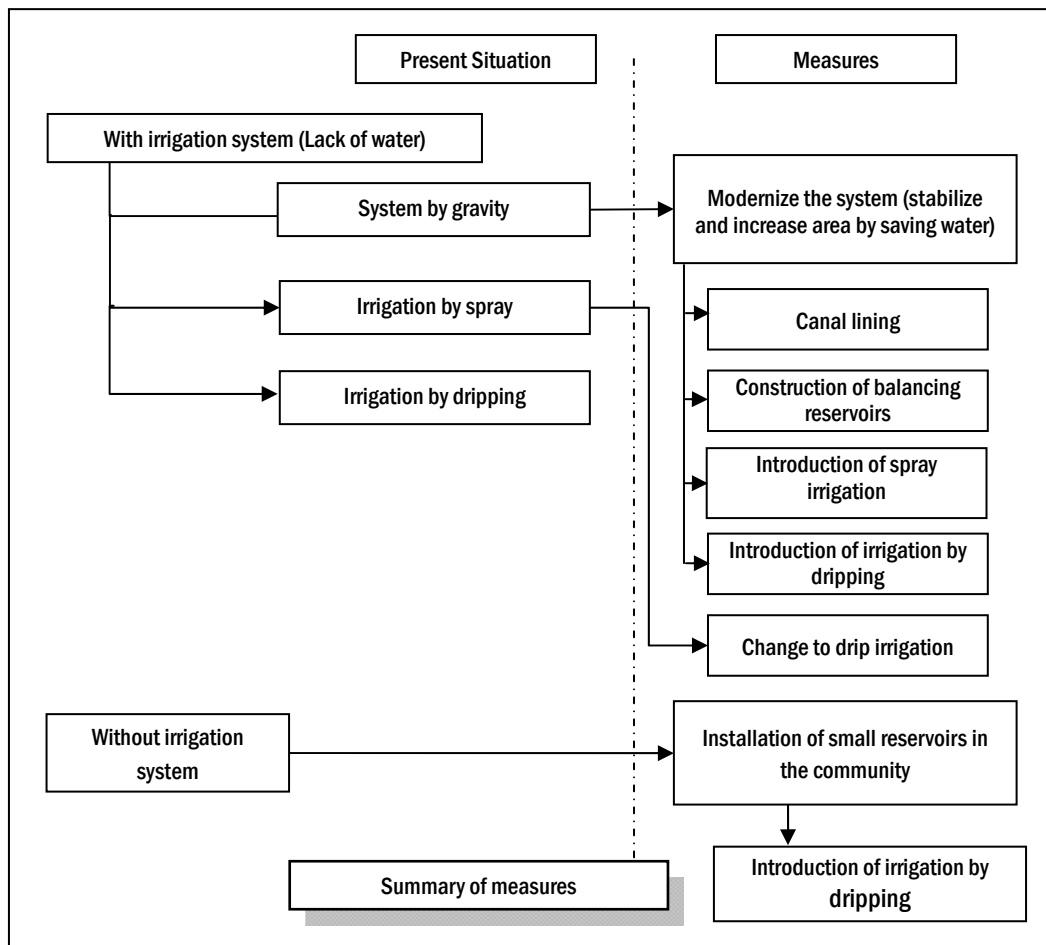 Present Situation
Measures
With irrigation system (Lack of water)
System by gravity
Modernize the system (stabilize
and increase area by saving water)
Irrigation by spray
Canal lining
Irrigation by dripping
Construction of balancing
reservoirs
Introduction of spray
irrigation
Introduction of irrigation by
dripping
Change to drip irrigation
Without irrigation
system
Installation of small reservoirs in
the community
Introduction of irrigation by
dripping
Summary of measures